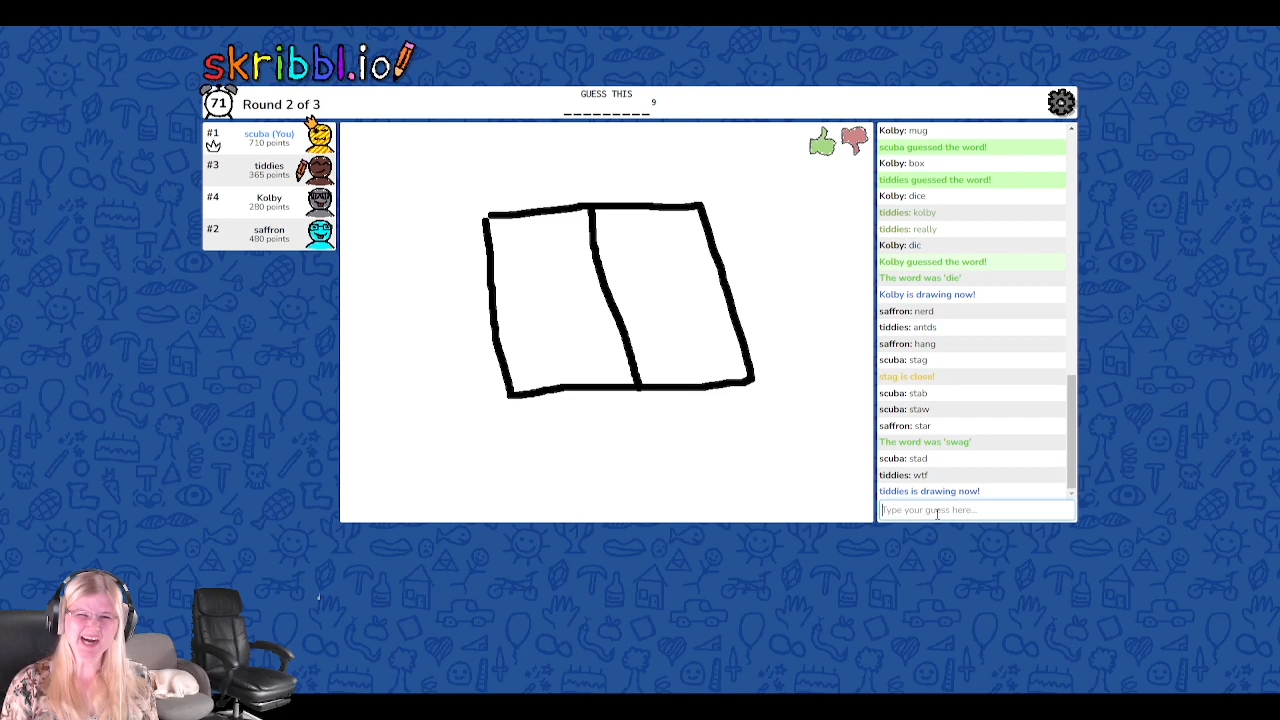 skribbl.io
71
Round 2 of 3
GUESS THIS
_________ 9
#1
scuba (You)
710 points
#3
tiddies
365 points
#4
Kolby
280 points
#2
saffron
480 points
Kolby: mug
scuba guessed the word!
Kolby: box
tiddies guessed the word!
Kolby: dice
tiddies: kolby
tiddies: really
Kolby: dic
Kolby guessed the word!
The word was 'die'
Kolby is drawing now!
saffron: nerd
tiddies: antds
saffron: hang
scuba: stag
stag is close!
scuba: stab
scuba: staw
saffron: star
The word was 'swag'
scuba: stad
tiddies: wtf
tiddies is drawing now!
Type your guess here...